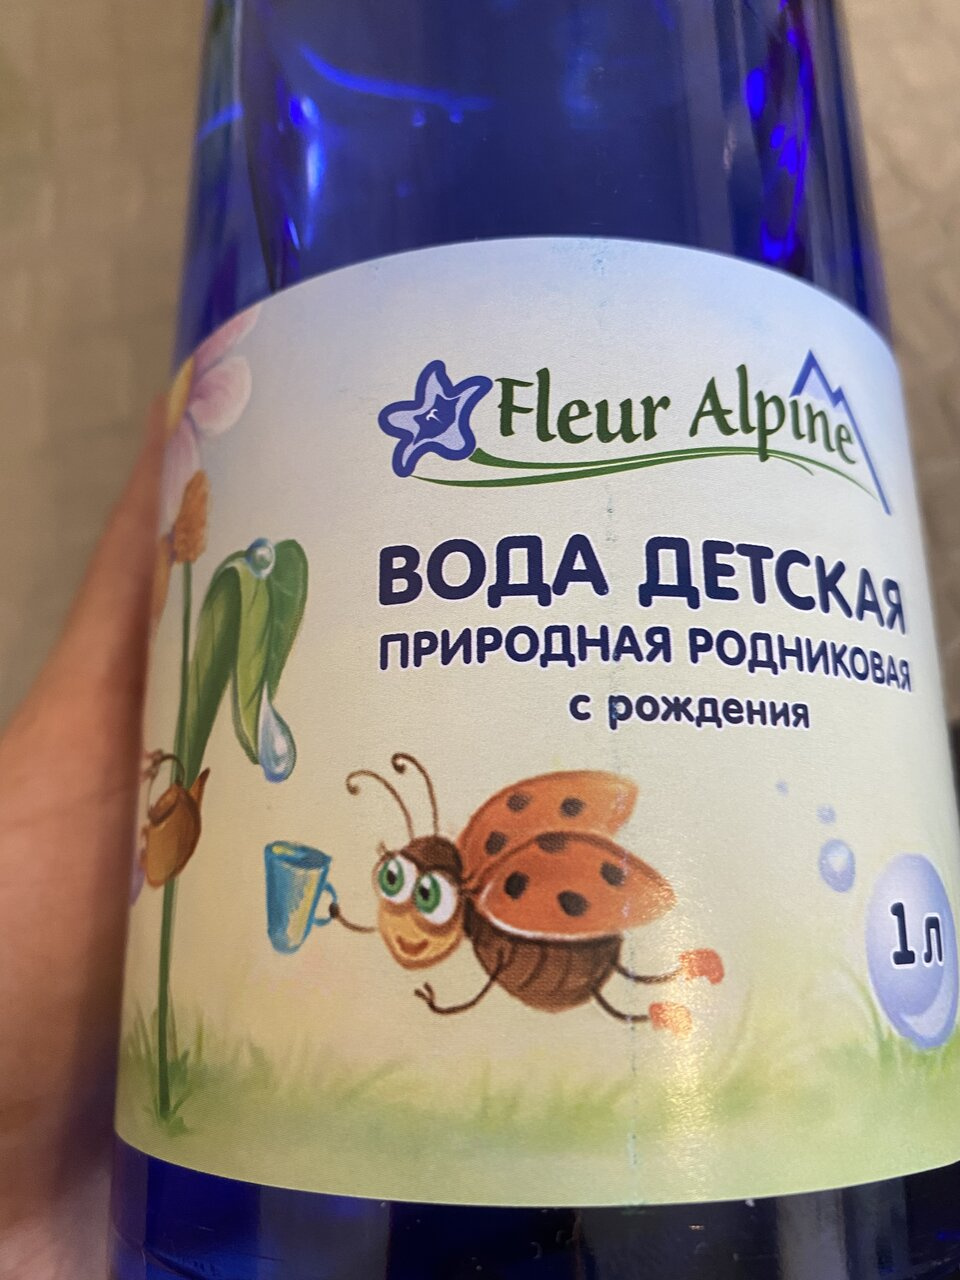 Fleur Alpine
ВОДА ДЕТСКАЯ
ПРИРОДНАЯ РОДНИКОВАЯ
с рождения
1 л